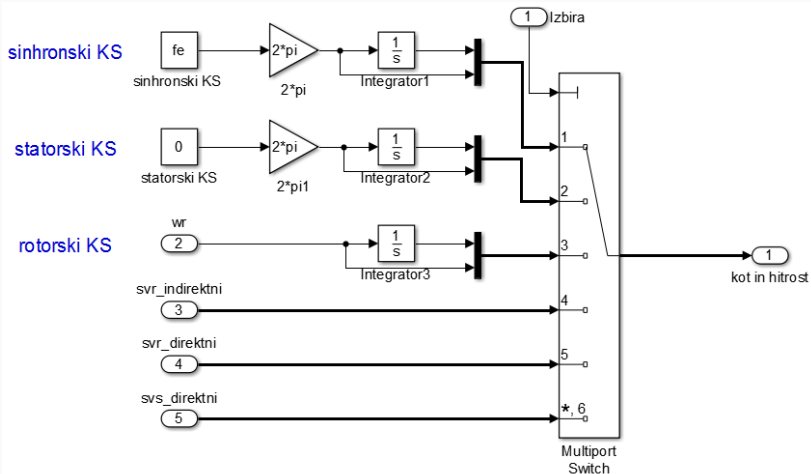 1
Izbira
sinhronski KS
fe
2*pi
1
s
sinhronski KS
2*pi
Integrator1
1
statorski KS
0
2*pi
1
s
statorski KS
2*pi1
Integrator2
2
rotorski KS
wr
2
1
s
Integrator3
3
1
kot in hitrost
svr_indirektni
3
4
svr_direktni
4
5
svs_direktni
5
*, 6
Multiport
Switch